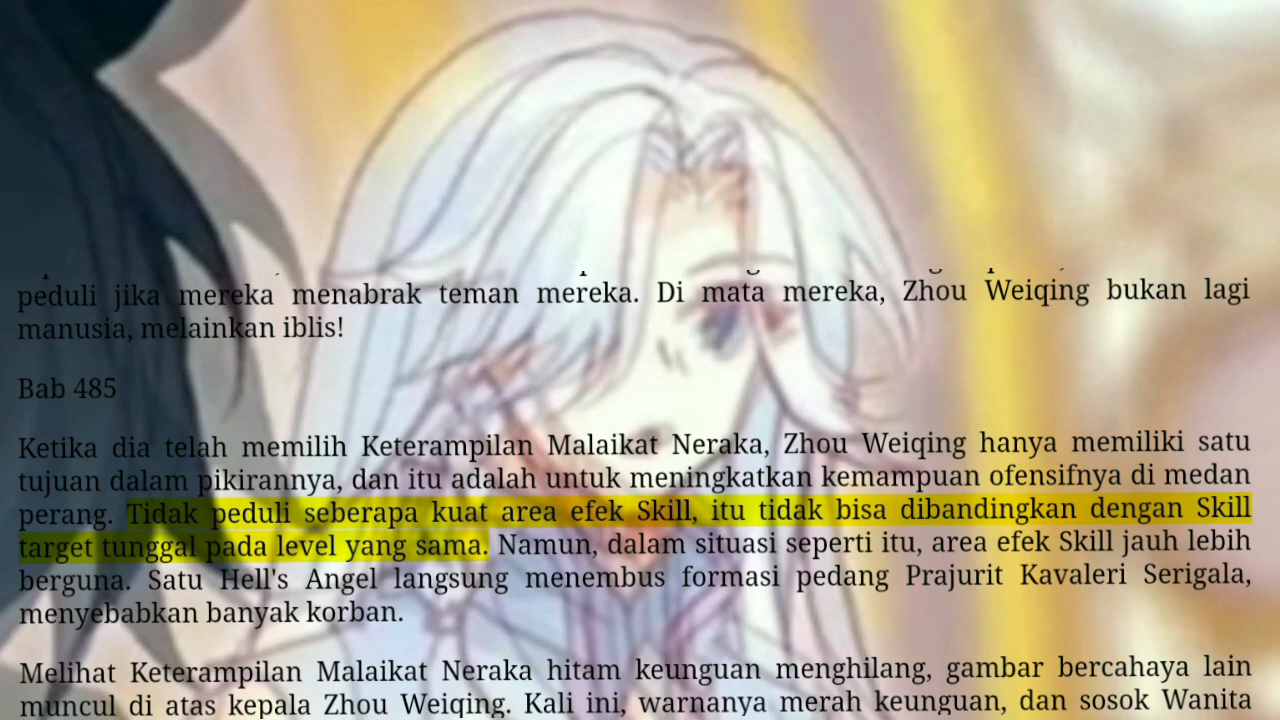 peduli jika mereka menabrak teman mereka. Di mata mereka, Zhou Weiqing bukan lagi
manusia, melainkan iblis!
Bab 485
Ketika dia telah memilih Keterampilan Malaikat Neraka, Zhou Weiqing hanya memiliki satu
tujuan dalam pikirannya, dan itu adalah untuk meningkatkan kemampuan ofensifnya di medan
perang. Tidak peduli seberapa kuat area efek Skill, itu tidak bisa dibandingkan dengan Skill
target tunggal pada level yang sama. Namun, dalam situasi seperti itu, area efek Skill jauh lebih
berguna. Satu Hell's Angel langsung menembus formasi pedang Prajurit Kavaleri Serigala,
menyebabkan banyak korban.
Melihat Keterampilan Malaikat Neraka hitam keunguan menghilang, gambar bercahaya lain
muncul di atas kepala Zhou Weiqing. Kali ini, warnanya merah keunguan, dan sosok Wanita